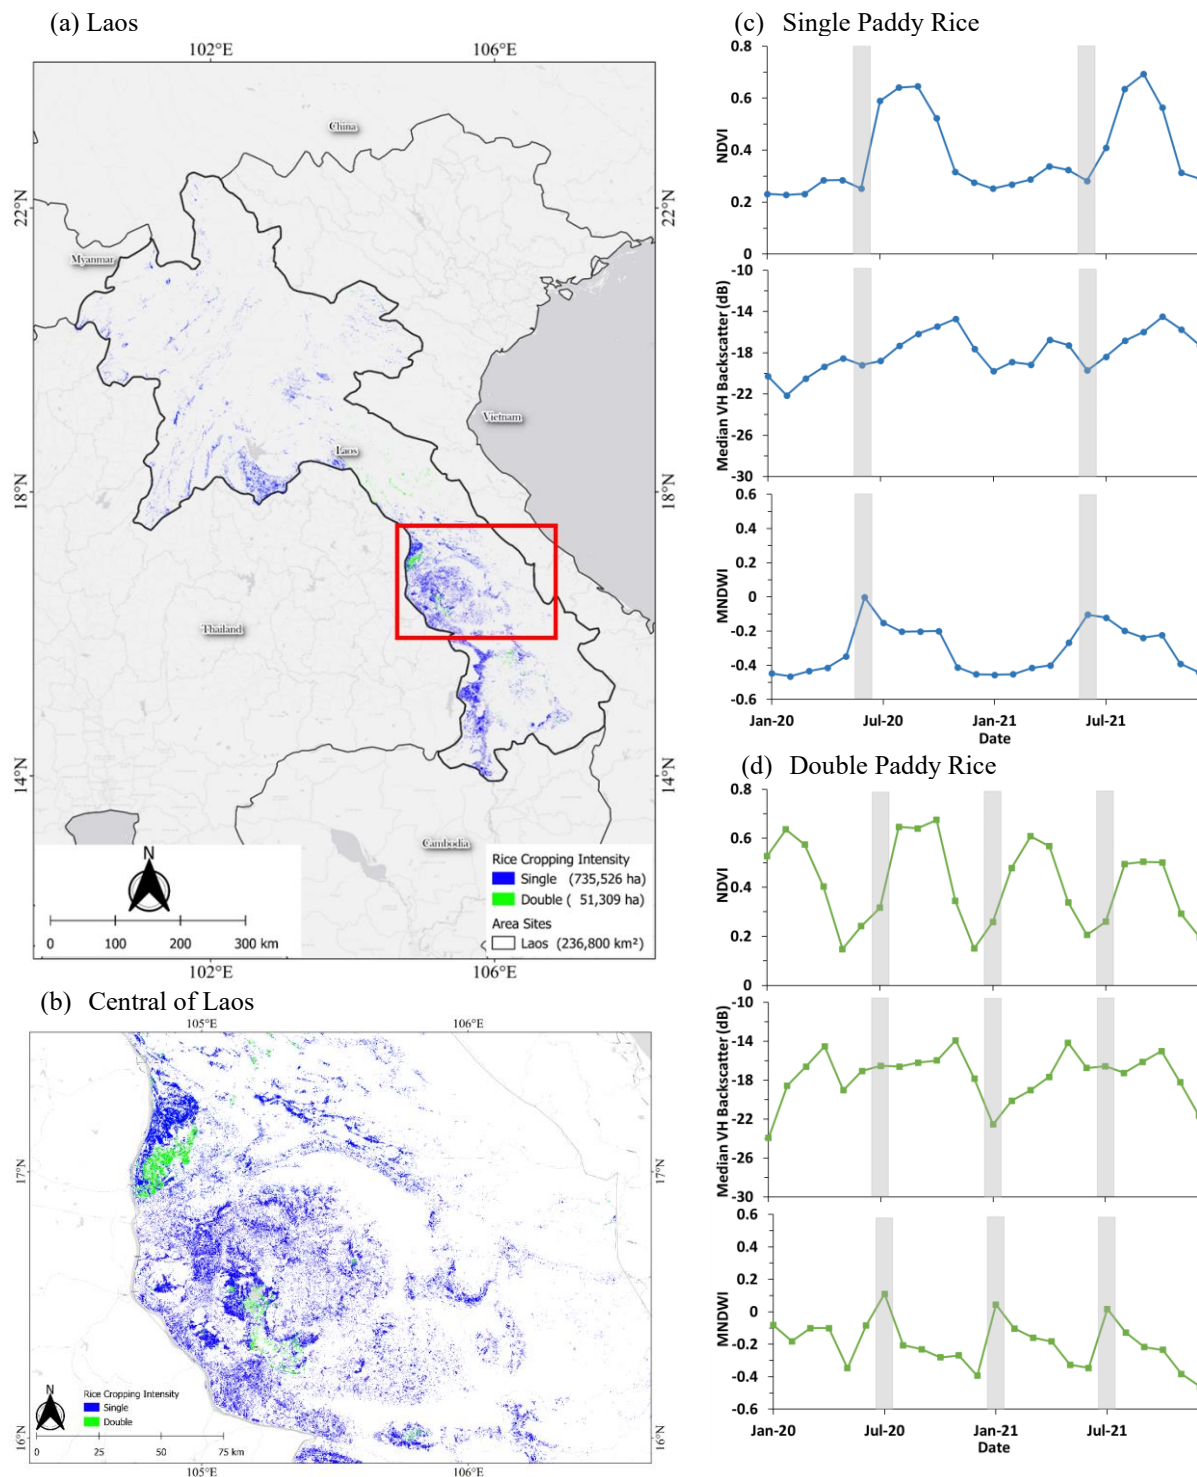 (a) Laos
102°E
106°E
22°N
18°N
14°N
22°N
18°N
14°N
China
Myanmar
Vietnam
Laos
Thailand
Cambodia
N
0 100 200 300 km
Rice Cropping Intensity
Single (735,526 ha)
Double ( 51,309 ha)
Area Sites
Laos (236,800 km²)
102°E
106°E
(b) Central of Laos
105°E
106°E
17°N
16°N
17°N
16°N
N
Rice Cropping Intensity
Single
Double
0 25 50 75 km
105°E
106°E
(c) Single Paddy Rice
0.8
0.6
0.4
0.2
0
NDVI
-10
-14
-18
-22
-26
-30
Median VH Backscatter (dB)
0.6
0.4
0.2
0
-0.2
-0.4
-0.6
MNDWI
Jan-20 Jul-20 Jan-21 Jul-21
Date
(d) Double Paddy Rice
0.8
0.6
0.4
0.2
0
NDVI
-10
-14
-18
-22
-26
-30
Median VH Backscatter (dB)
0.6
0.4
0.2
0
-0.2
-0.4
-0.6
MNDWI
Jan-20 Jul-20 Jan-21 Jul-21
Date